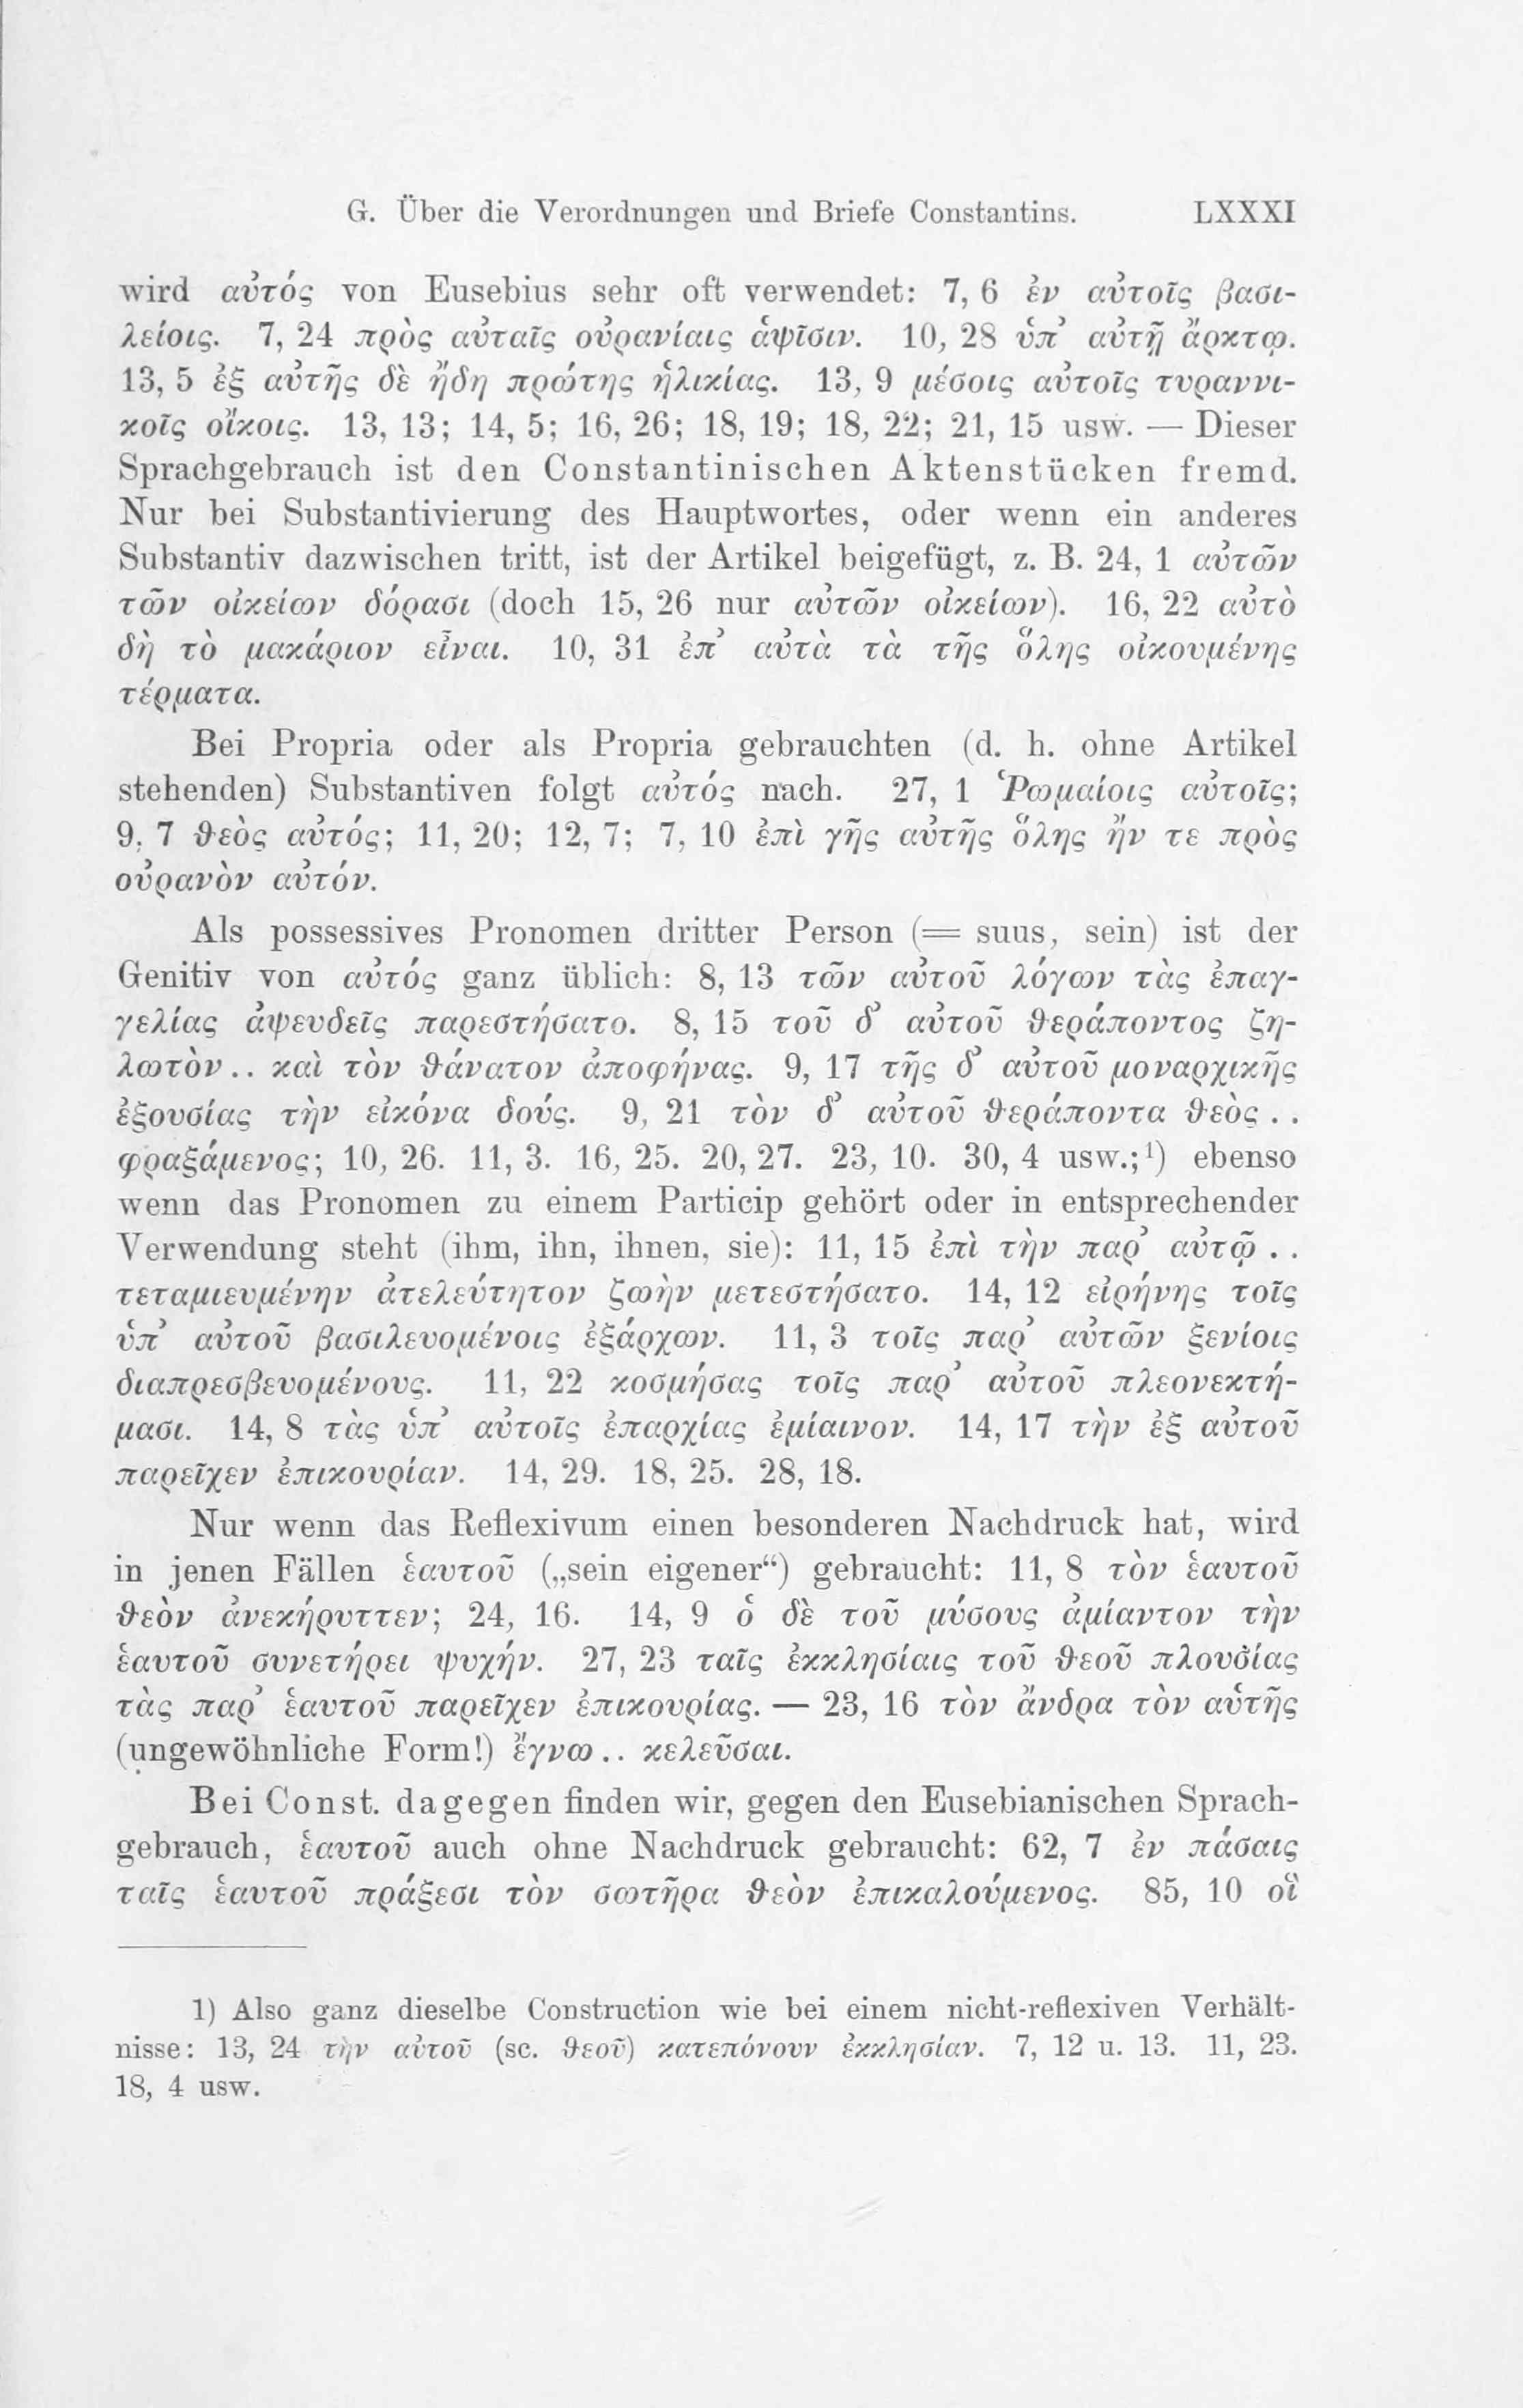 G. Über die Verordnungen und Briefe Constantins. LXXXI
wird αὐτός von Eusebius sehr oft verwendet: 7, 6 ἐν αὐτοῖς βασι-
λείοις. 7, 24 πρὸς αὐταῖς οὐρανίαις ἁψῖσιν. 10, 28 ὑπ’ αὐτῇ ἄρκτῳ.
13, 5 ἐξ αὐτῆς δὲ ἤδη πρώτης ἡλικίας. 13, 9 μέσοις αὐτοῖς τυραννι-
κοῖς οἴκοις. 13, 13; 14, 5; 16, 26; 18, 19; 18, 22; 21, 15 usw. — Dieser
Sprachgebrauch ist den Constantinischen Aktenstücken fremd.
Nur bei Substantivierung des Hauptwortes, oder wenn ein anderes
Substantiv dazwischen tritt, ist der Artikel beigefügt, z. B. 24, 1 αὐτῶν
τῶν οἰκείων δόρασι (doch 15, 26 nur αὐτῶν οἰκείων). 16, 22 αὐτὸ
δὴ τὸ μακάριον εἶναι. 10, 31 ἐπ’ αὐτὰ τὰ τῆς ὅλης οἰκουμένης
τέρματα.
Bei Propria oder als Propria gebrauchten (d. h. ohne Artikel
stehenden) Substantiven folgt αὐτός nach. 27, 1 Ῥωμαίοις αὐτοῖς;
9, 7 θεὸς αὐτός; 11, 20; 12, 7; 7, 10 ἐπὶ γῆς αὐτῆς ὅλης ἤν τε πρὸς
οὐρανὸν αὐτόν.
Als possessives Pronomen dritter Person (= suus, sein) ist der
Genitiv von αὐτός ganz üblich: 8, 13 τῶν αὐτοῦ λόγων τὰς ἐπαγ-
γελίας ἀψευδεῖς παρεστήσατο. 8, 15 τοῦ δ’ αὐτοῦ θεράποντος ζη-
λωτὸν .. καὶ τὸν θάνατον ἀποφήνας. 9, 17 τῆς δ’ αὐτοῦ μοναρχικῆς
ἐξουσίας τὴν εἰκόνα δούς. 9, 21 τὸν δ’ αὐτοῦ θεράποντα θεὸς ..
φραξάμενος; 10, 26. 11, 3. 16, 25. 20, 27. 23, 10. 30, 4 usw.;¹) ebenso
wenn das Pronomen zu einem Particip gehört oder in entsprechender
Verwendung steht (ihm, ihn, ihnen, sie): 11, 15 ἐπὶ τὴν παρ’ αὐτῷ ..
τεταμιευμένην ἀτελεύτητον ζωὴν μετεστήσατο. 14, 12 εἰρήνης τοῖς
ὑπ’ αὐτοῦ βασιλευομένοις ἐξάρχων. 11, 3 τοῖς παρ’ αὐτῶν ξενίοις
διαπρεσβευομένους. 11, 22 κοσμήσας τοῖς παρ’ αὐτοῦ πλεονεκτή-
μασι. 14, 8 τὰς ὑπ’ αὐτοῖς ἐπαρχίας ἐμίαινον. 14, 17 τὴν ἐξ αὐτοῦ
παρεῖχεν ἐπικουρίαν. 14, 29. 18, 25. 28, 18.
Nur wenn das Reflexivum einen besonderen Nachdruck hat, wird
in jenen Fällen ἑαυτοῦ („sein eigener“) gebraucht: 11, 8 τὸν ἑαυτοῦ
θεὸν ἀνεκήρυττεν; 24, 16. 14, 9 ὁ δὲ τοῦ μύσους ἀμίαντον τὴν
ἑαυτοῦ συνετήρει ψυχήν. 27, 23 ταῖς ἐκκλησίαις τοῦ θεοῦ πλουσίας
τὰς παρ’ ἑαυτοῦ παρεῖχεν ἐπικουρίας. — 23, 16 τὸν ἄνδρα τὸν αὑτῆς
(ungewöhnliche Form!) ἔγνω .. κελεῦσαι.
Bei Const. dagegen finden wir, gegen den Eusebianischen Sprach-
gebrauch, ἑαυτοῦ auch ohne Nachdruck gebraucht: 62, 7 ἐν πάσαις
ταῖς ἑαυτοῦ πράξεσι τὸν σωτῆρα θεὸν ἐπικαλούμενος. 85, 10 οἳ
1) Also ganz dieselbe Construction wie bei einem nicht-reflexiven Verhält-
nisse: 13, 24 τὴν αὐτοῦ (sc. θεοῦ) κατεπόνουν ἐκκλησίαν. 7, 12 u. 13. 11, 23.
18, 4 usw.